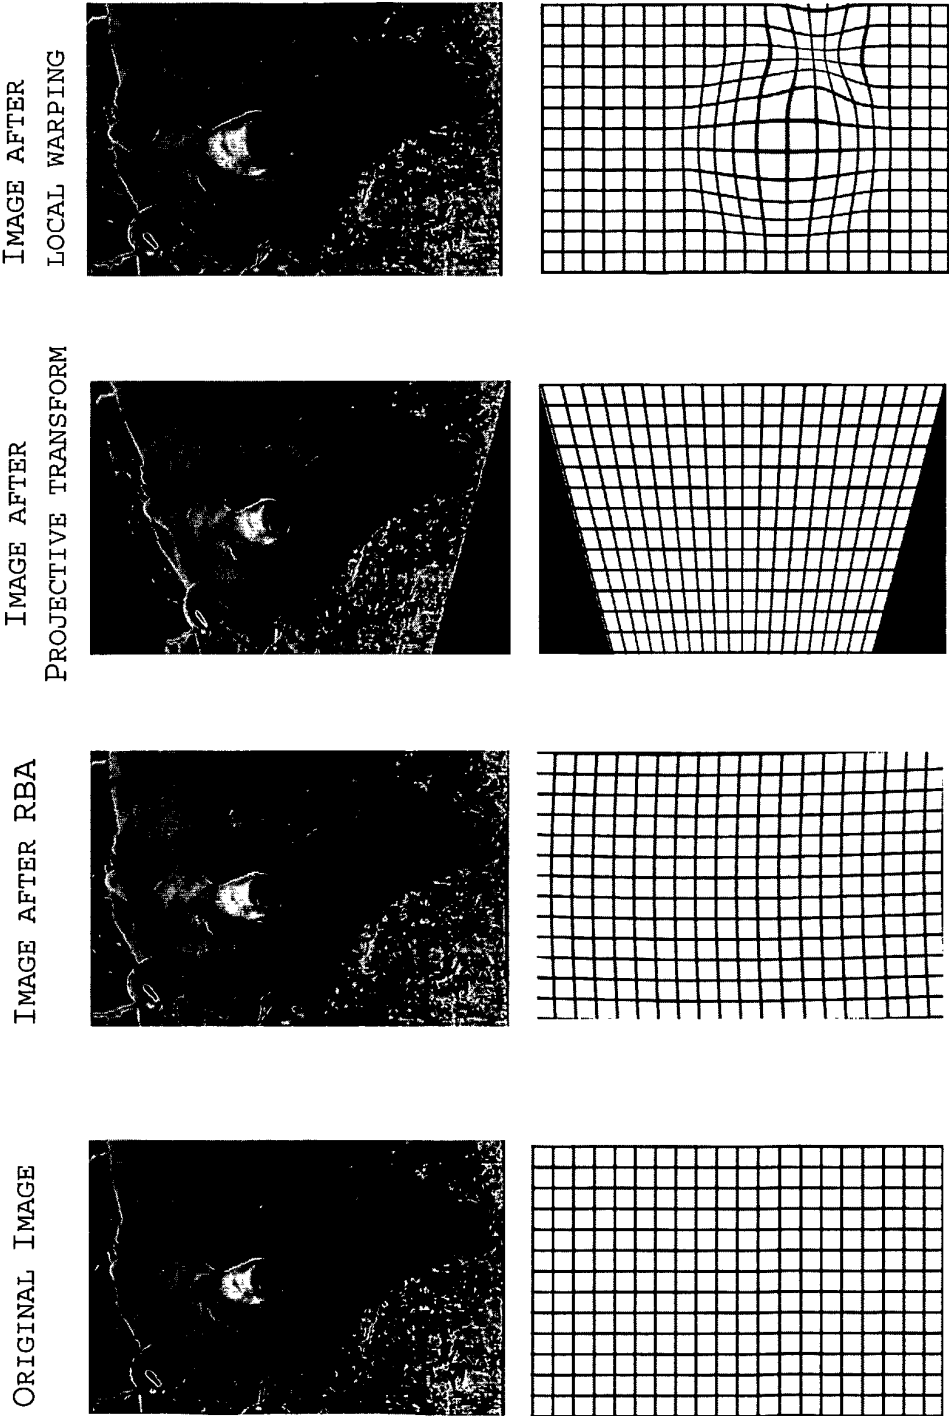 ORIGINAL IMAGE
IMAGE AFTER RBA
IMAGE AFTER
PROJECTIVE TRANSFORM
IMAGE AFTER
LOCAL WARPING